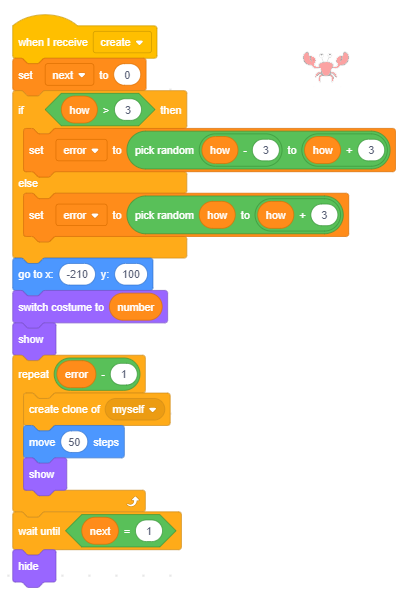 when I receive create
set next to 0
if how > 3 then
set error to pick random how - 3 to how + 3
else
set error to pick random how to how + 3
go to x: -210 y: 100
switch costume to number
show
repeat error - 1
create clone of myself
move 50 steps
show
wait until next = 1
hide